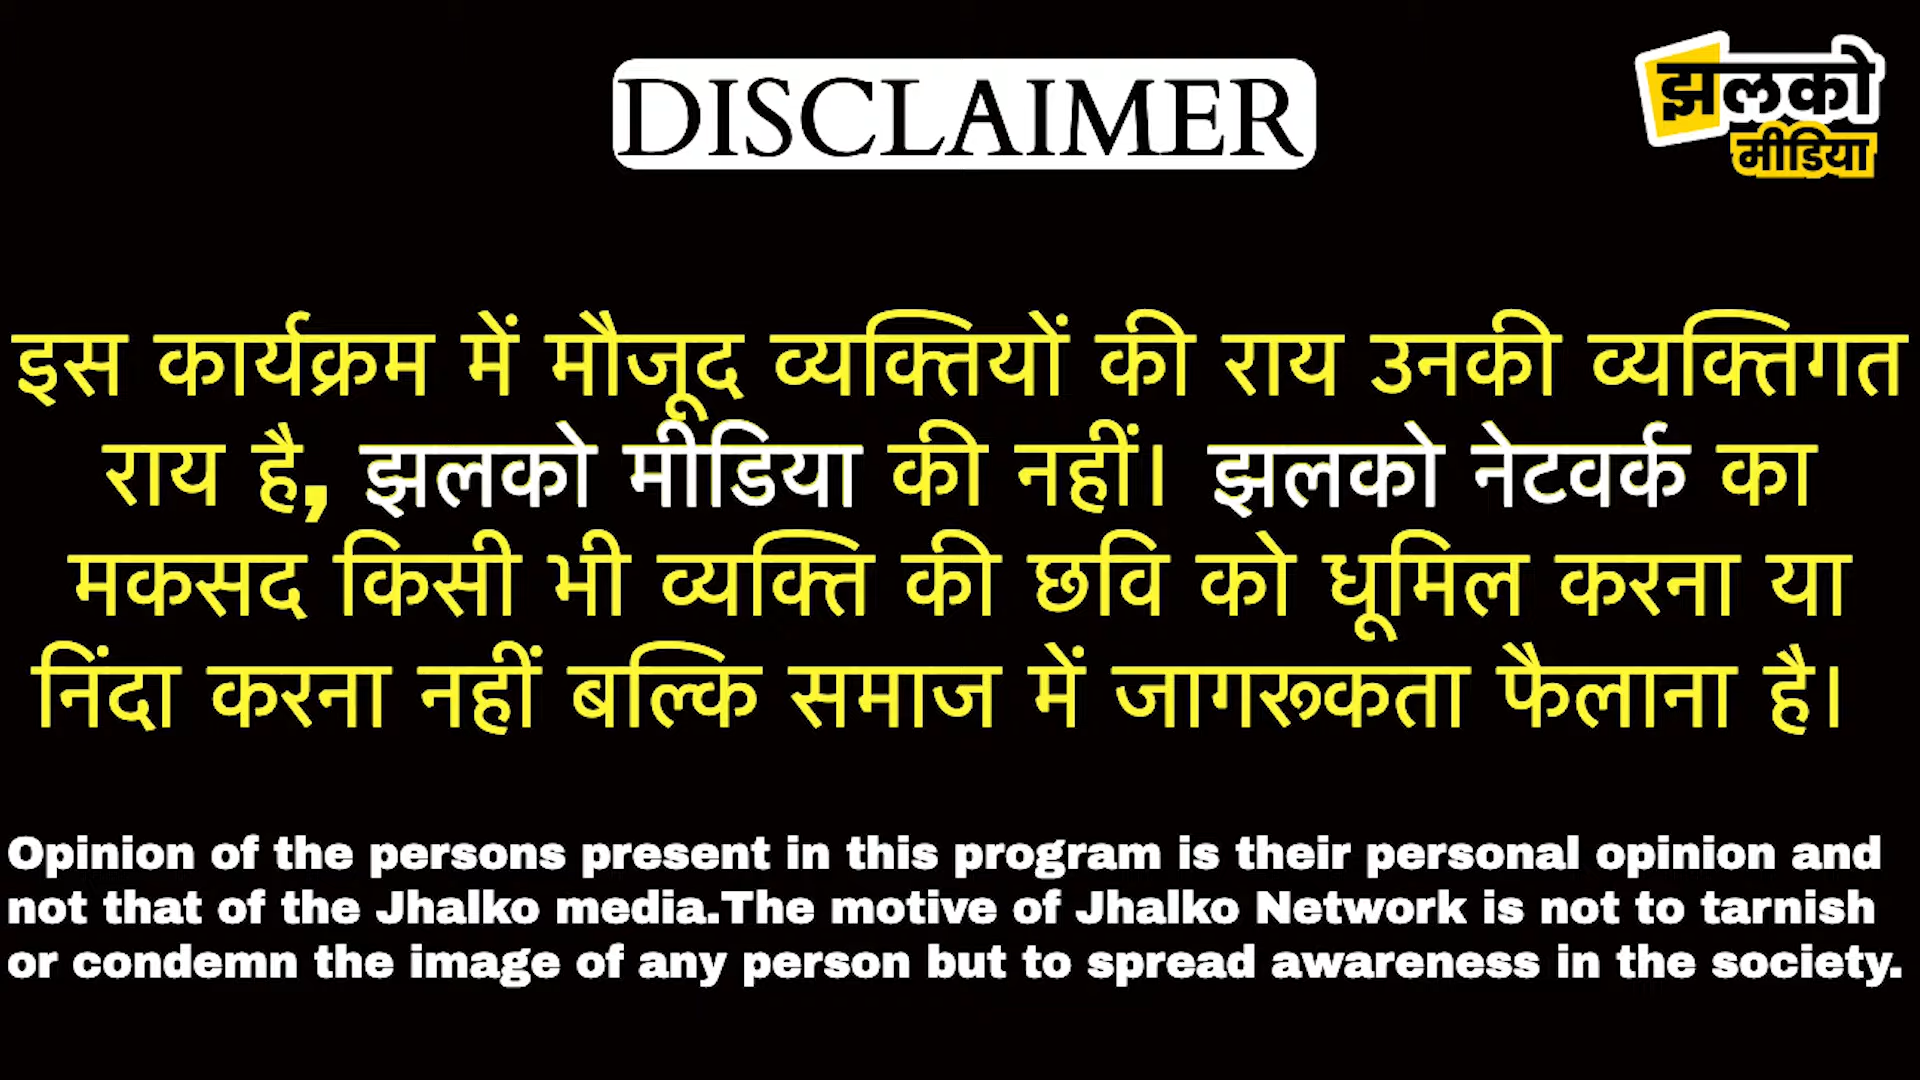 DISCLAIMER
झलको
मीडिया
इस कार्यक्रम में मौजूद व्यक्तियों की राय उनकी व्यक्तिगत
राय है, झलको मीडिया की नहीं। झलको नेटवर्क का
मकसद किसी भी व्यक्ति की छवि को धूमिल करना या
निंदा करना नहीं बल्कि समाज में जागरूकता फैलाना है।
Opinion of the persons present in this program is their personal opinion and
not that of the Jhalko media.The motive of Jhalko Network is not to tarnish
or condemn the image of any person but to spread awareness in the society.